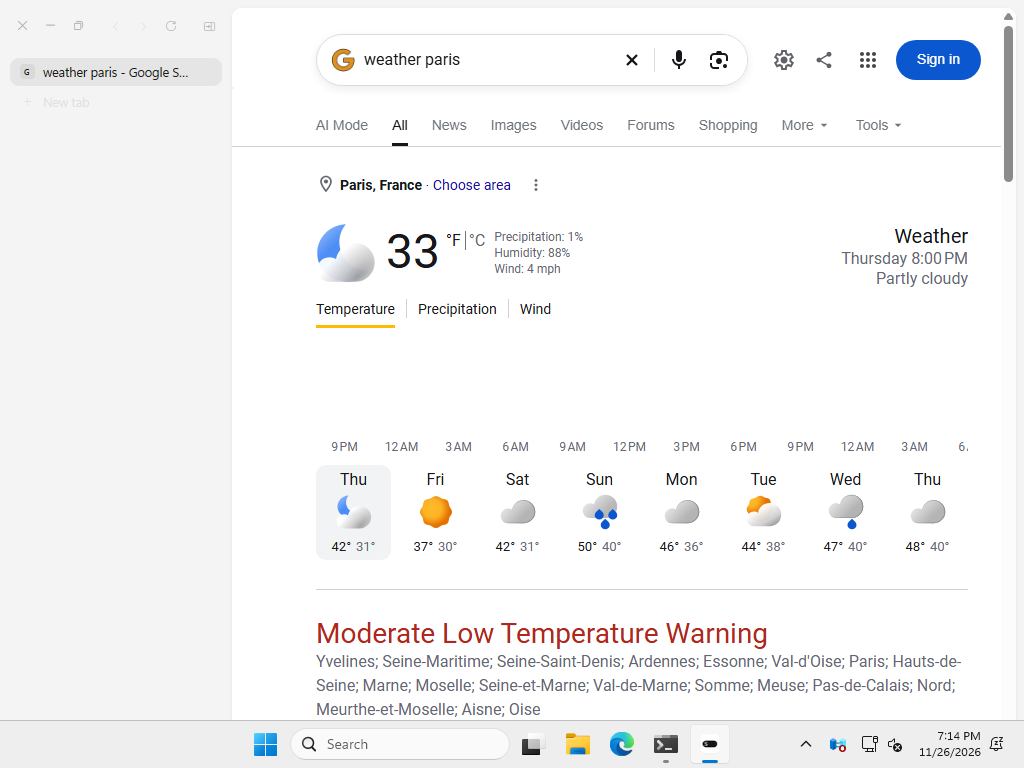 weather paris
Sign in
G weather paris - Google S...
+ New tab
AI Mode All News Images Videos Forums Shopping More Tools
Paris, France · Choose area
33 °F | °C
Precipitation: 1%
Humidity: 88%
Wind: 4 mph
Weather
Thursday 8:00 PM
Partly cloudy
Temperature Precipitation Wind
9 PM 12 AM 3 AM 6 AM 9 AM 12 PM 3 PM 6 PM 9 PM 12 AM 3 AM 6
Thu Fri Sat Sun Mon Tue Wed Thu
42° 31° 37° 30° 42° 31° 50° 40° 46° 36° 44° 38° 47° 40° 48° 40°
Moderate Low Temperature Warning
Yvelines; Seine-Maritime; Seine-Saint-Denis; Ardennes; Essonne; Val-d'Oise; Paris; Hauts-de-
Seine; Marne; Moselle; Seine-et-Marne; Val-de-Marne; Somme; Meuse; Pas-de-Calais; Nord;
Meurthe-et-Moselle; Aisne; Oise
Search
7:14 PM
11/26/2026